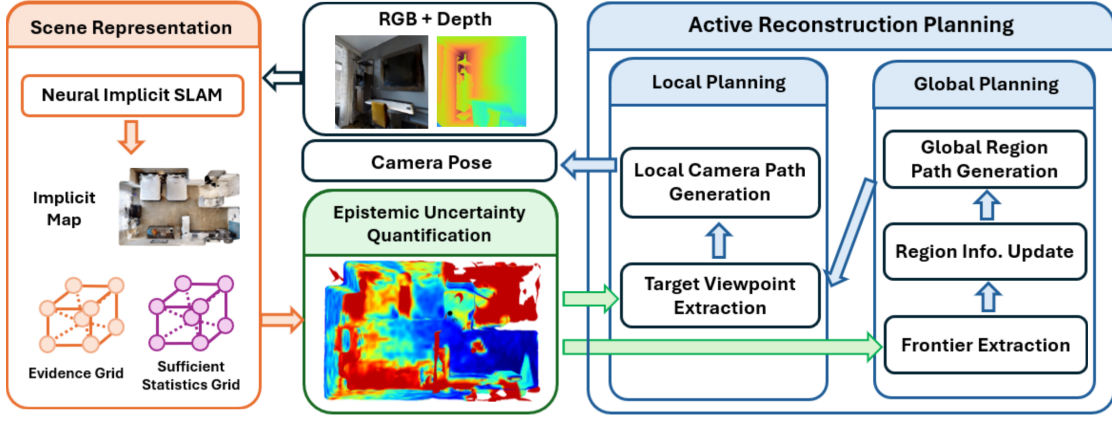 Scene Representation
Neural Implicit SLAM
Implicit
Map
Evidence Grid
Sufficient
Statistics Grid
RGB + Depth
Camera Pose
Epistemic Uncertainty
Quantification
Active Reconstruction Planning
Local Planning
Local Camera Path
Generation
Target Viewpoint
Extraction
Global Planning
Global Region
Path Generation
Region Info. Update
Frontier Extraction